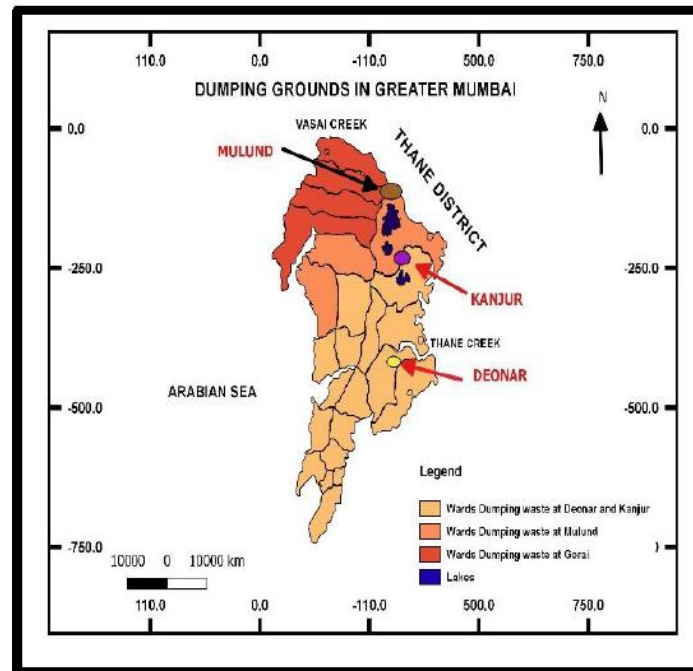 110.0 0.0 -110.0 500.0 750.0
DUMPING GROUNDS IN GREATER MUMBAI
N
0.0 0.0
VASAI CREEK
MULUND
THANE DISTRICT
-250.0 -250.0
KANJUR
THANE CREEK
DEONAR
ARABIAN SEA
-500.0 -500.0
Legend
Wards Dumping waste at Deonar and Kanjur
Wards Dumping waste at Mulund
Wards Dumping waste at Gorai
Lakes
-750.0 )
10000 0 10000 km
110.0 0.0 -110.0 500.0 750.0